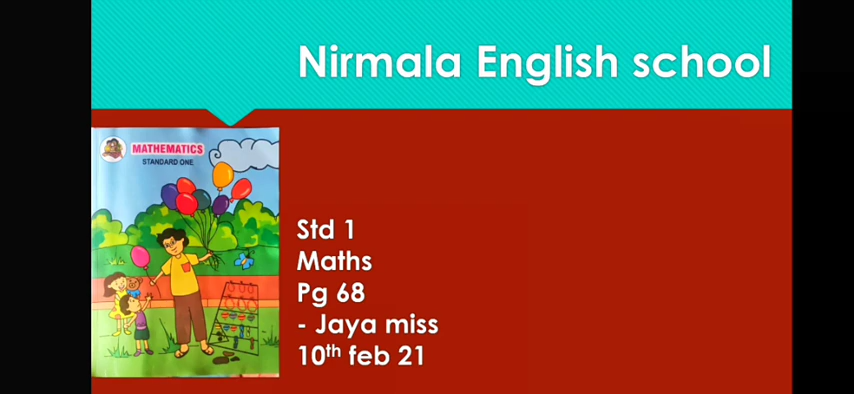 Nirmala English school
MATHEMATICS
STANDARD ONE
Std 1
Maths
Pg 68
- Jaya miss
10th feb 21